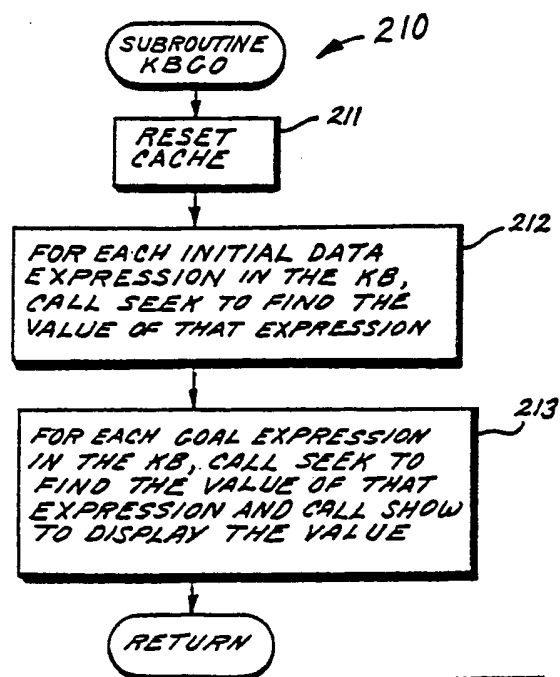 SUBROUTINE
KBGO
210
RESET
CACHE
211
FOR EACH INITIAL DATA
EXPRESSION IN THE KB,
CALL SEEK TO FIND THE
VALUE OF THAT EXPRESSION
212
FOR EACH GOAL EXPRESSION
IN THE KB, CALL SEEK TO
FIND THE VALUE OF THAT
EXPRESSION AND CALL SHOW
TO DISPLAY THE VALUE
213
RETURN